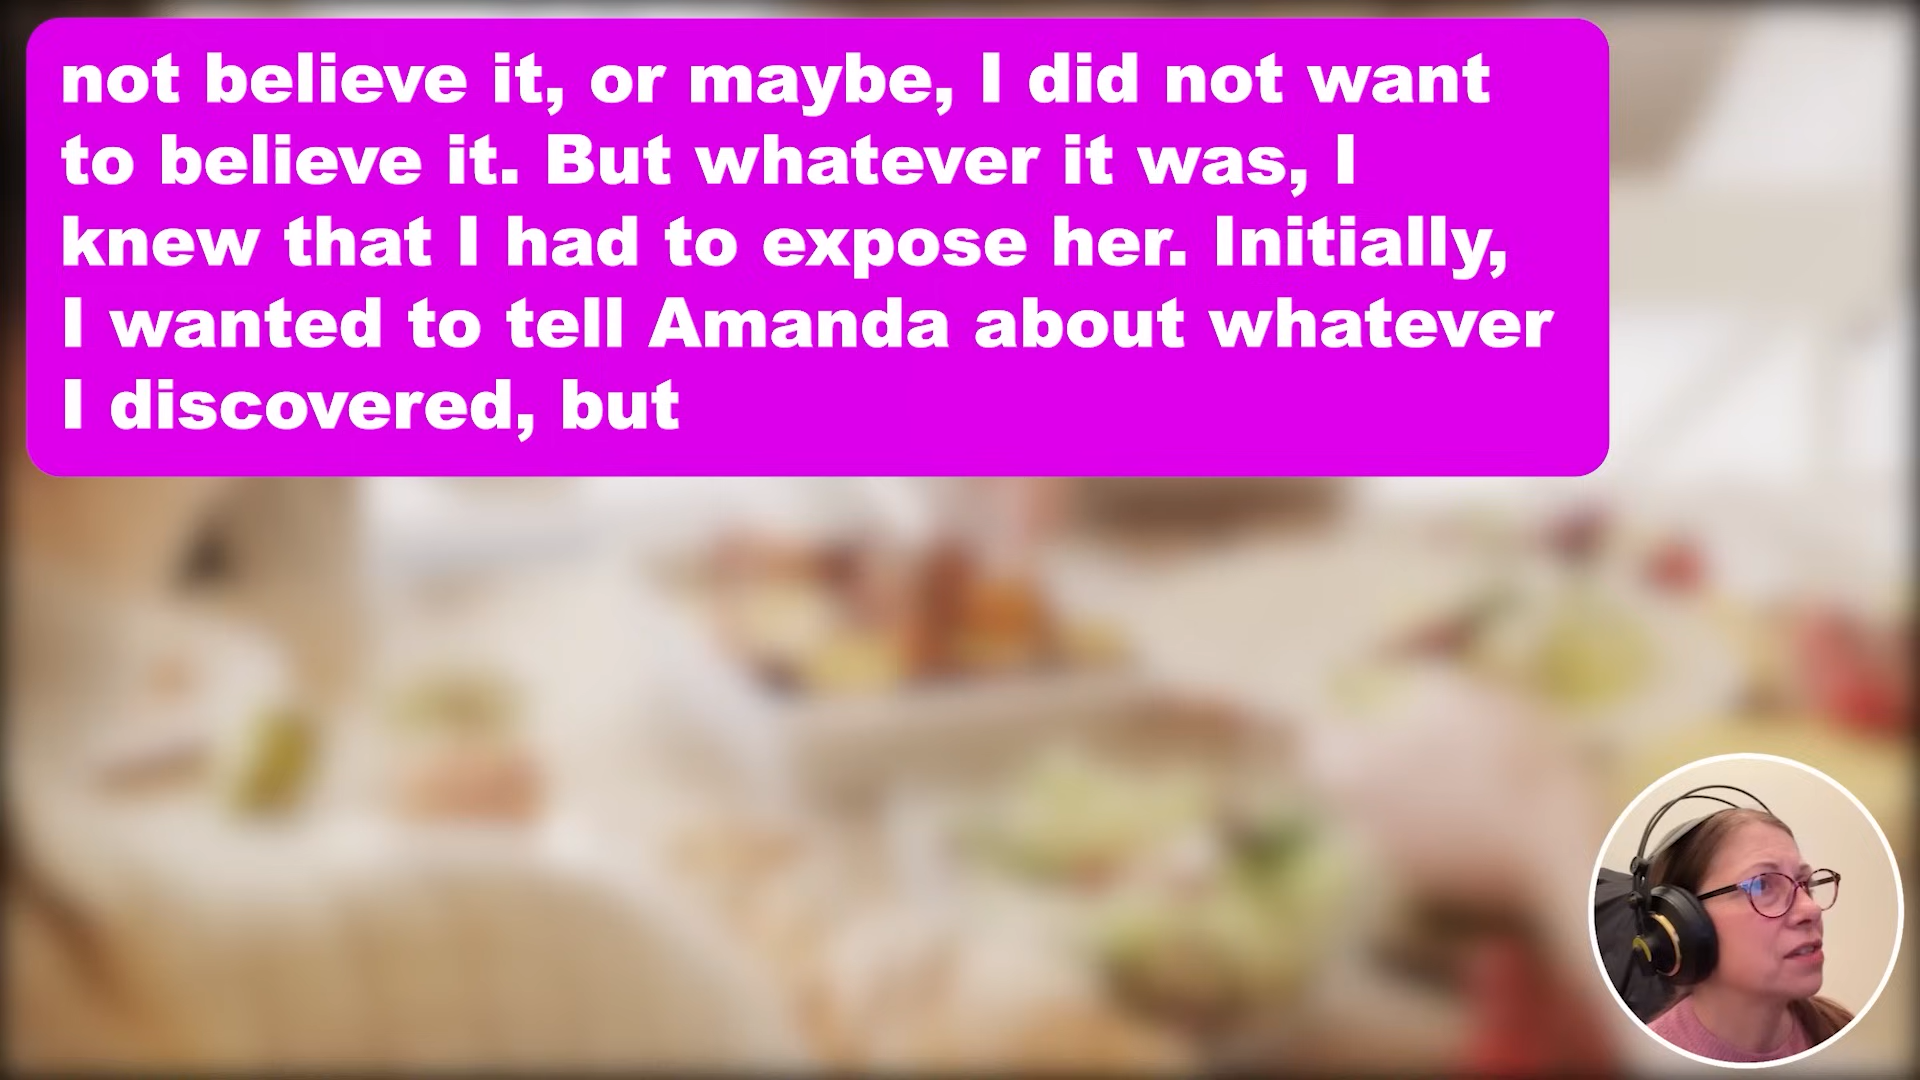 not believe it, or maybe, I did not want
to believe it. But whatever it was, I
knew that I had to expose her. Initially,
I wanted to tell Amanda about whatever
I discovered, but